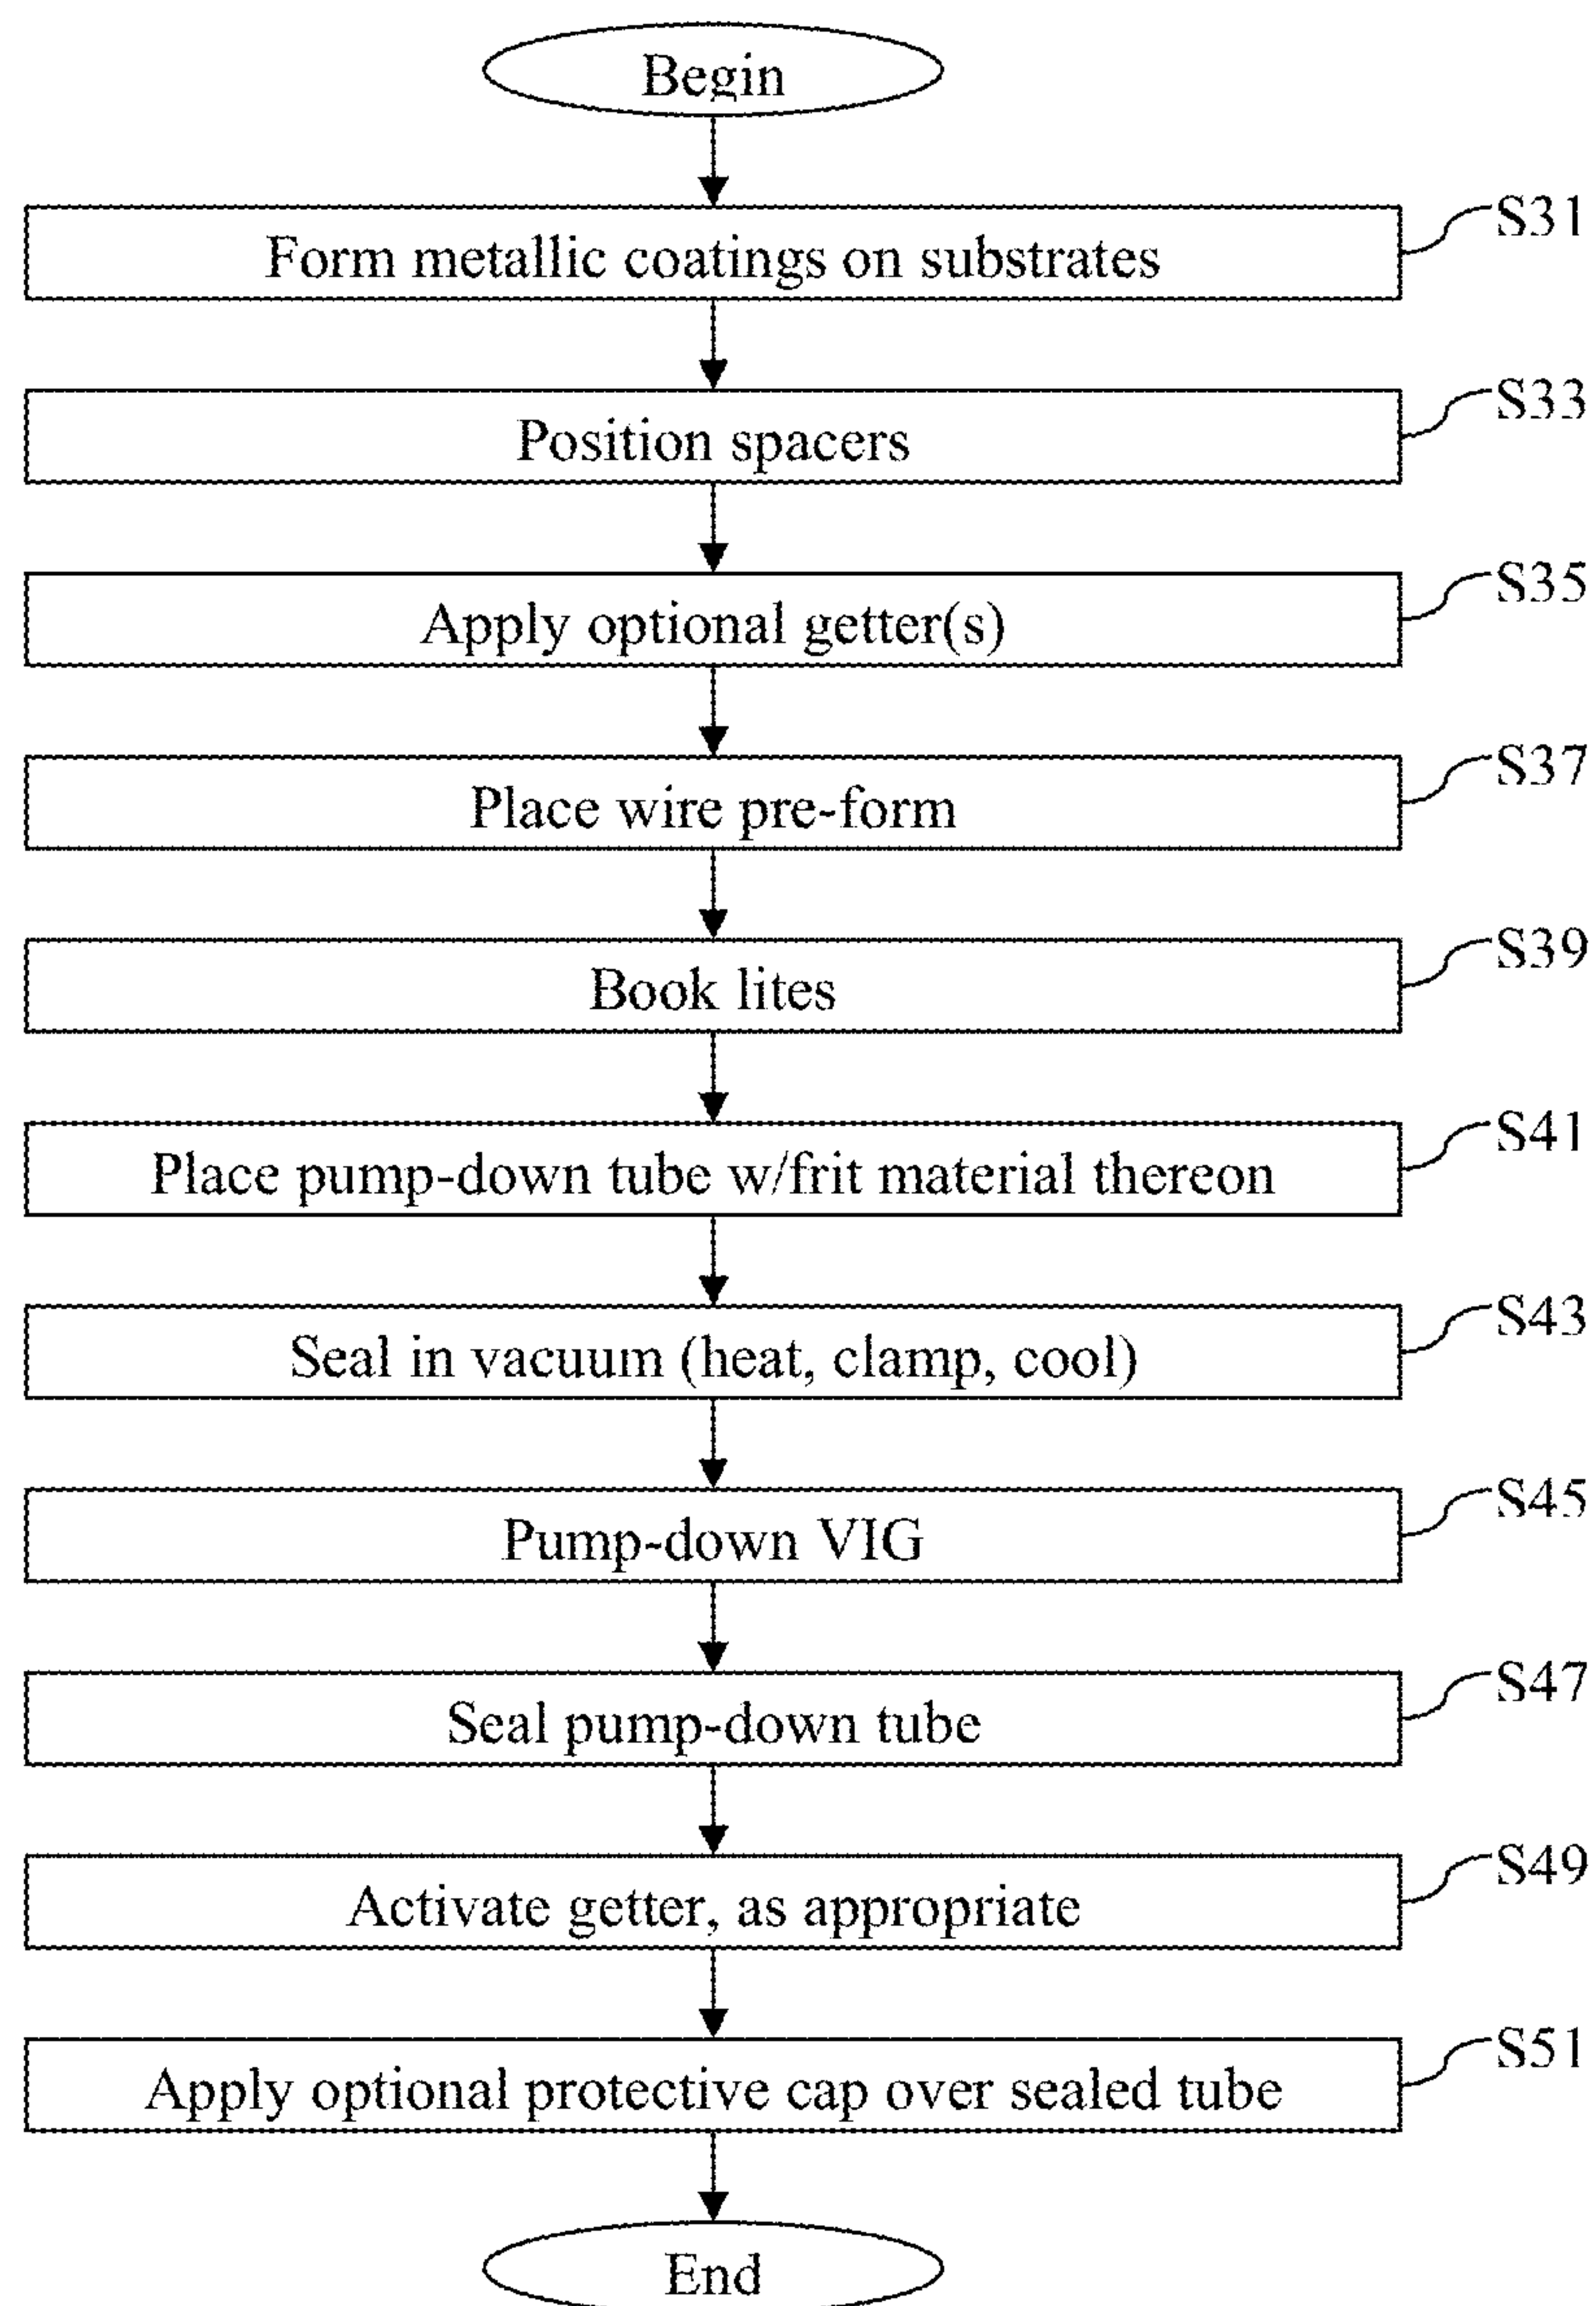 Begin
Form metallic coatings on substrates
S31
Position spacers
S33
Apply optional getter(s)
S35
Place wire pre-form
S37
Book lites
S39
Place pump-down tube w/frit material thereon
S41
Seal in vacuum (heat, clamp, cool)
S43
Pump-down VIG
S45
Seal pump-down tube
S47
Activate getter, as appropriate
S49
Apply optional protective cap over sealed tube
S51
End